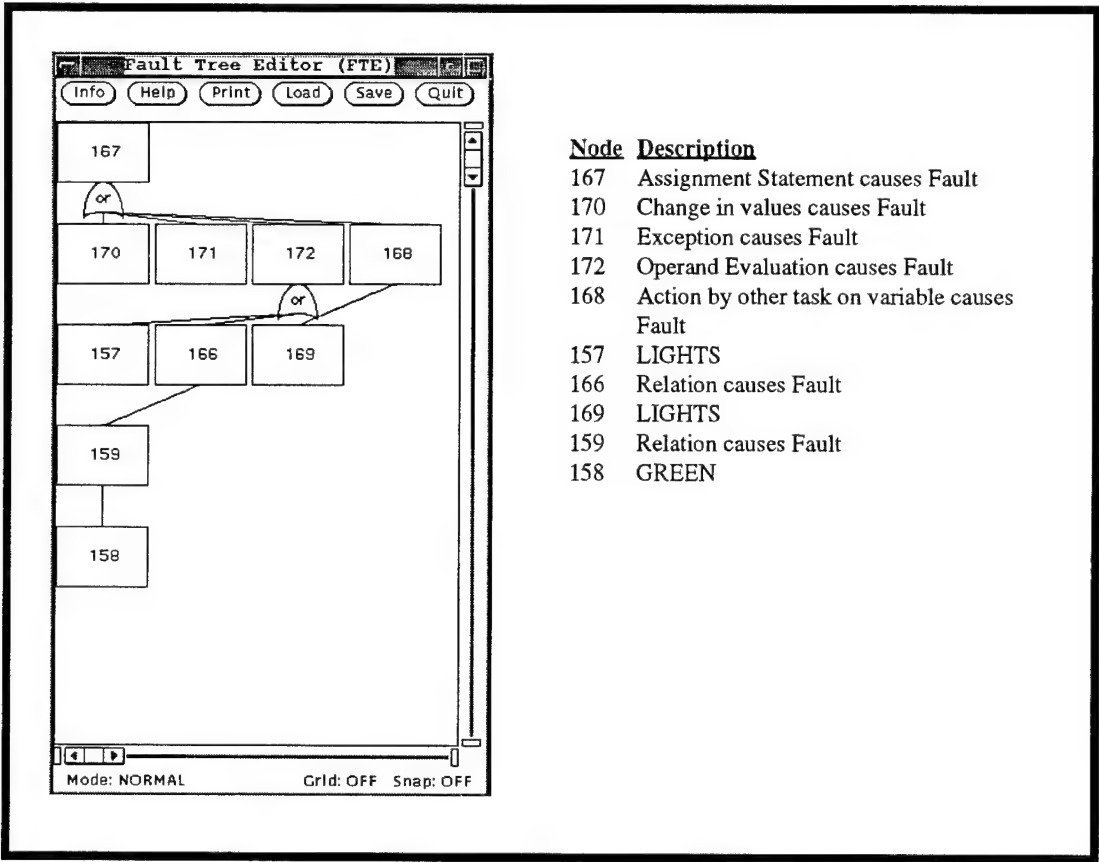 Fault Tree Editor (FTE)
Info Help Print Load Save Quit
167
or
170 171 172 168
or
157 166 169
159
158
Mode: NORMAL Grid: OFF Snap: OFF
Node Description
167 Assignment Statement causes Fault
170 Change in values causes Fault
171 Exception causes Fault
172 Operand Evaluation causes Fault
168 Action by other task on variable causes
Fault
157 LIGHTS
166 Relation causes Fault
169 LIGHTS
159 Relation causes Fault
158 GREEN